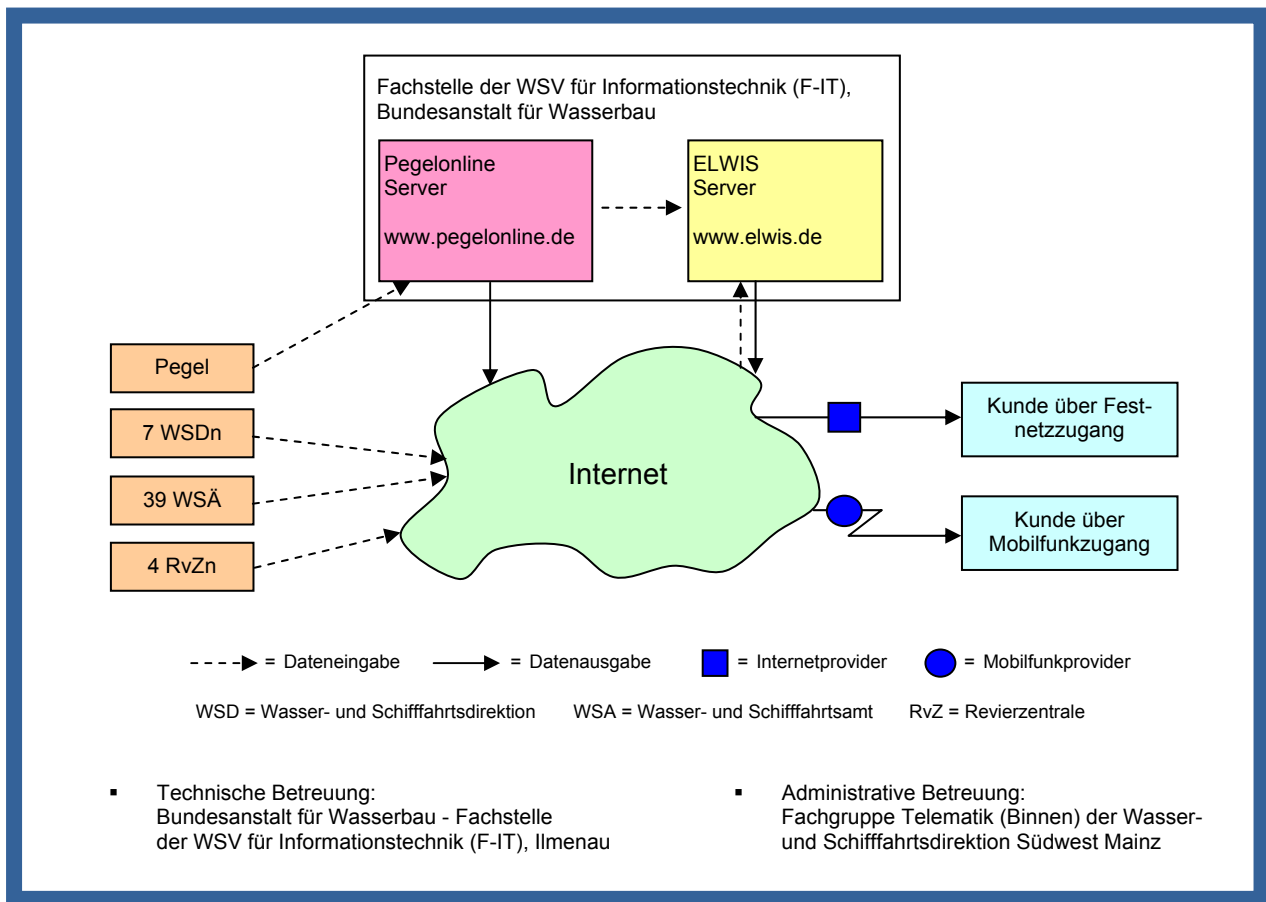 Fachstelle der WSV für Informationstechnik (F-IT),
Bundesanstalt für Wasserbau
Pegelonline
Server
www.pegelonline.de
ELWIS
Server
www.elwis.de
Pegel
7 WSDn
39 WSÄ
4 RvZn
Internet
Kunde über Fest-
netzzugang
Kunde über
Mobilfunkzugang
= Dateneingabe
= Datenausgabe
= Internetprovider
= Mobilfunkprovider
WSD = Wasser- und Schifffahrtsdirektion
WSA = Wasser- und Schifffahrtsamt
RvZ = Revierzentrale
▪ Technische Betreuung:
Bundesanstalt für Wasserbau - Fachstelle
der WSV für Informationstechnik (F-IT), Ilmenau
▪ Administrative Betreuung:
Fachgruppe Telematik (Binnen) der Wasser-
und Schifffahrtsdirektion Südwest Mainz